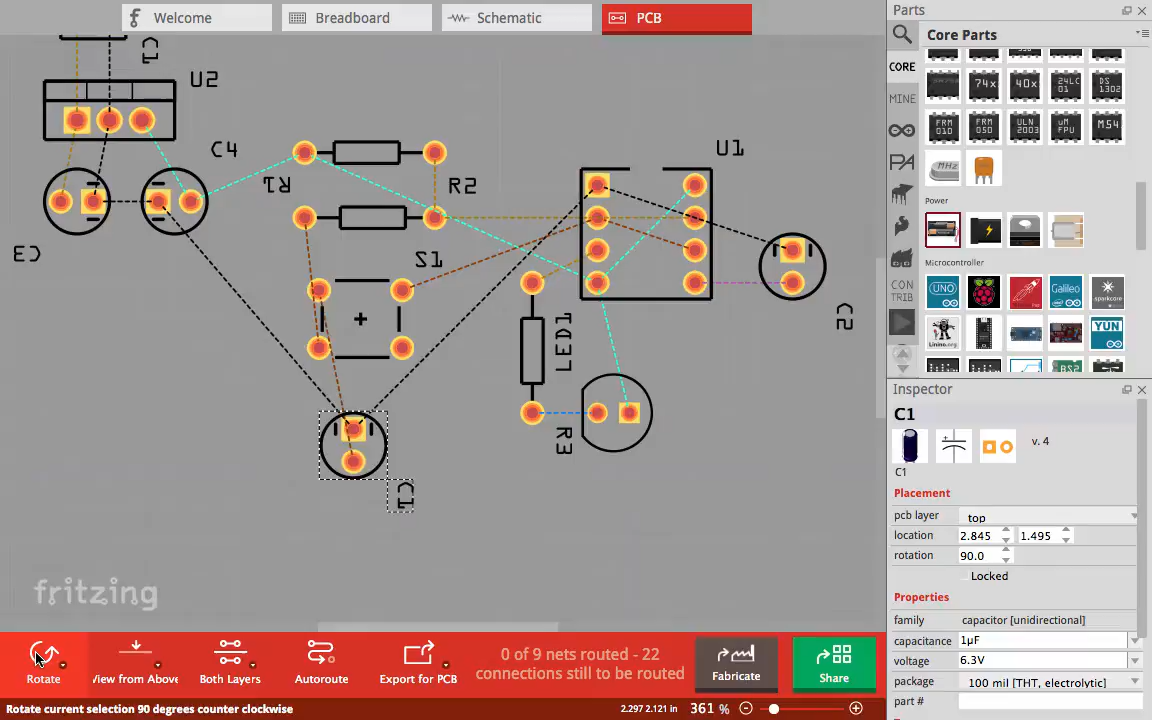 Welcome
Breadboard
Schematic
PCB
Parts
Core Parts
CORE
MINE
CON
TRIB
74x
40x
24LC
01
DS
1302
FRM
010
FRM
050
ULN
2003
uM
FPU
M54
MHz
Power
Microcontroller
UNO
Galileo
sparkcore
Linino.org
YUN
BS2
C1
U2
C4
R1
R2
C3
S1
U1
C2
LED1
R3
C1
fritzing
Inspector
C1
v. 4
C1
Placement
pcb layer
top
location
2.845
1.495
rotation
90.0
Locked
Properties
family
capacitor [unidirectional]
capacitance
1µF
voltage
6.3V
package
100 mil [THT, electrolytic]
part #
Rotate
View from Above
Both Layers
Autoroute
Export for PCB
0 of 9 nets routed - 22
connections still to be routed
Fabricate
Share
Rotate current selection 90 degrees counter clockwise
2.297 2.121 in
361 %